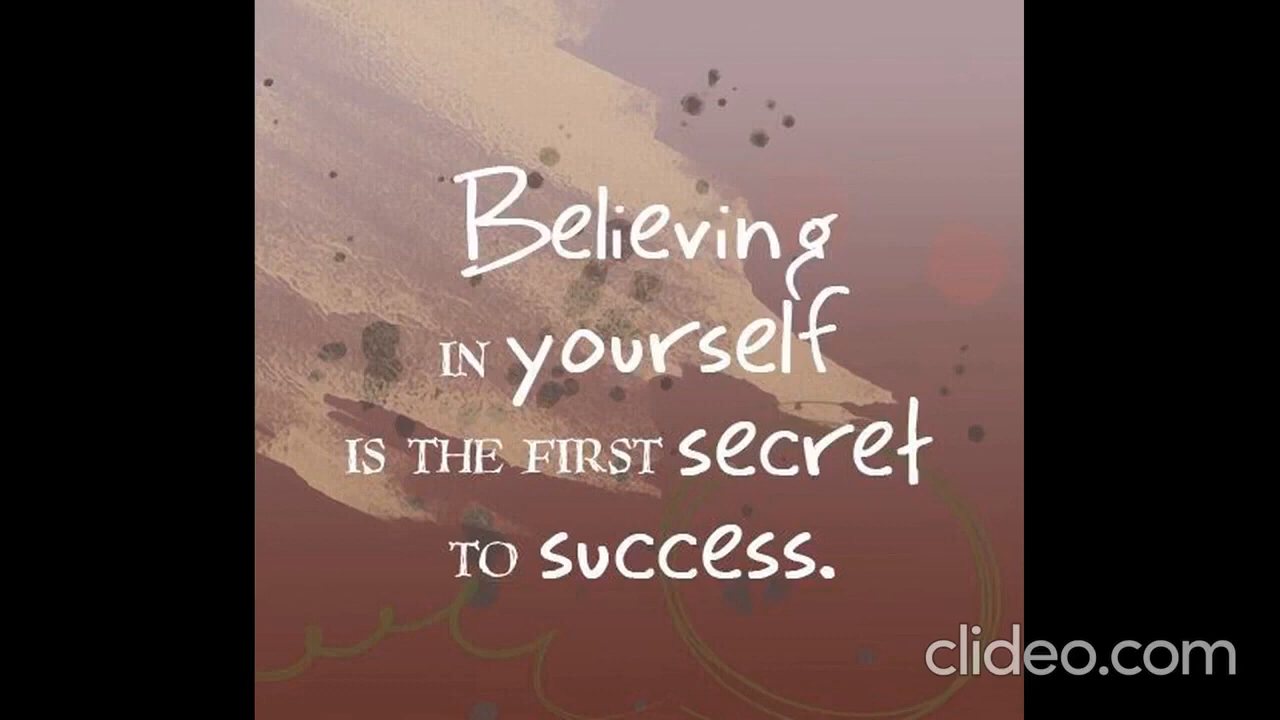 Believing
IN yourself
IS THE FIRST secret
TO success.
clideo.com